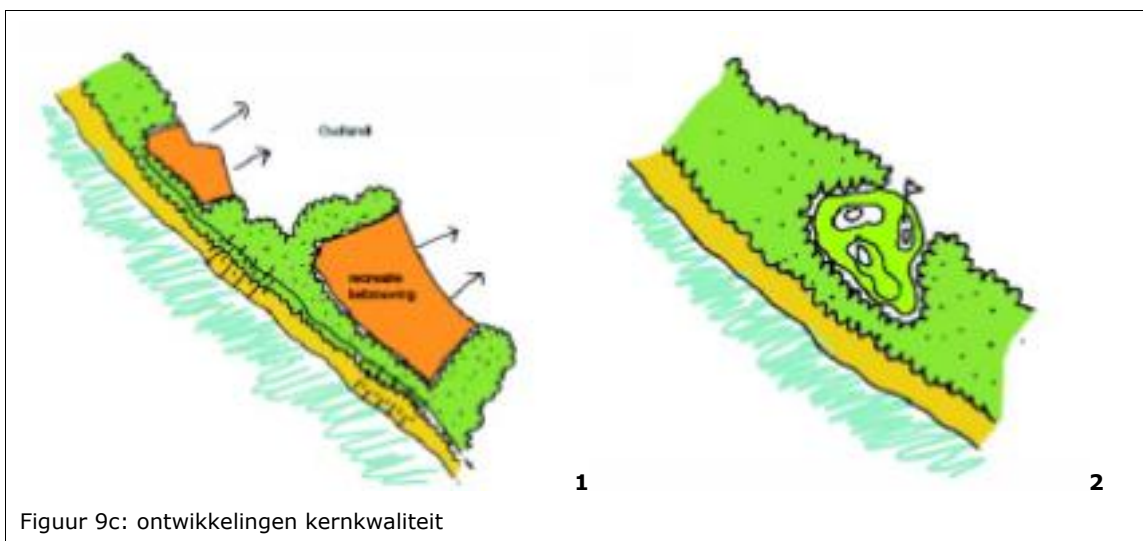 Oudland
recreatie
bebouwing
1
2
Figuur 9c: ontwikkelingen kernkwaliteit